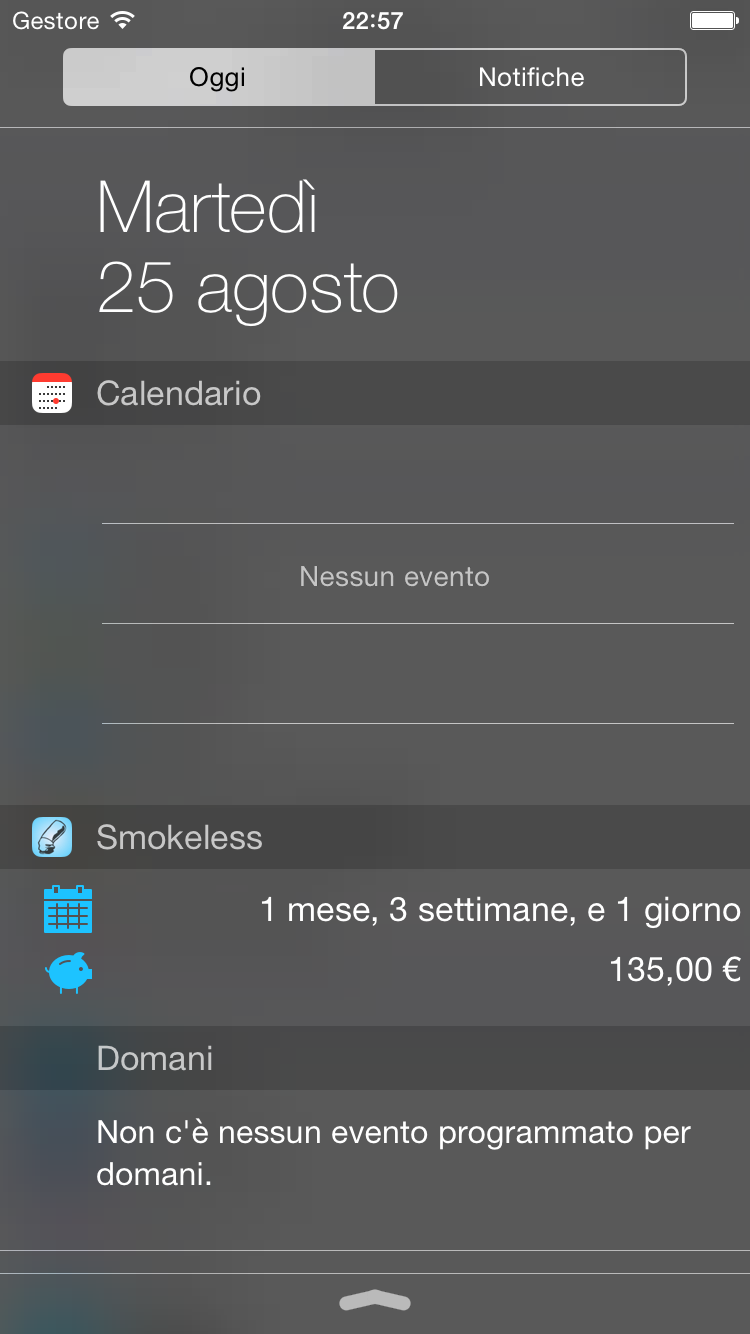 Gestore 22:57
Oggi Notifiche
Martedì
25 agosto
Calendario
Nessun evento
Smokeless
1 mese, 3 settimane, e 1 giorno
135,00 €
Domani
Non c'è nessun evento programmato per
domani.